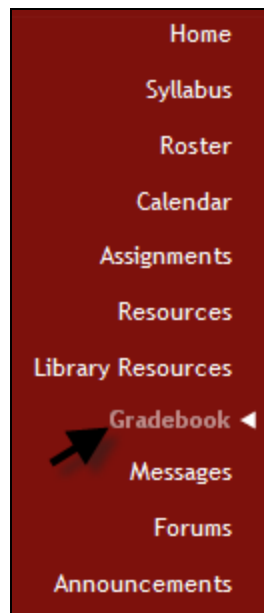 Home
Syllabus
Roster
Calendar
Assignments
Resources
Library Resources
Gradebook
Messages
Forums
Announcements